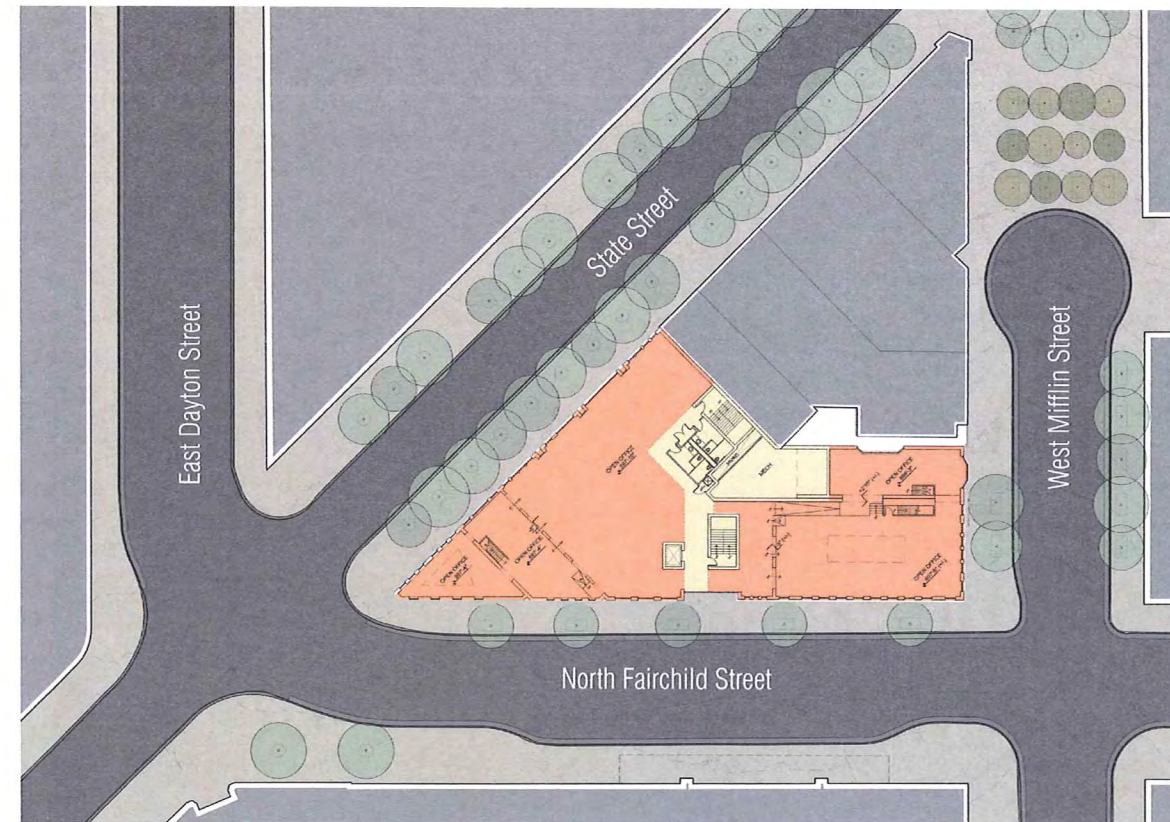 State Street
East Dayton Street
West Mifflin Street
OPEN OFFICE
MECH
OPEN OFFICE
OPEN OFFICE
OPEN OFFICE
OPEN OFFICE
North Fairchild Street